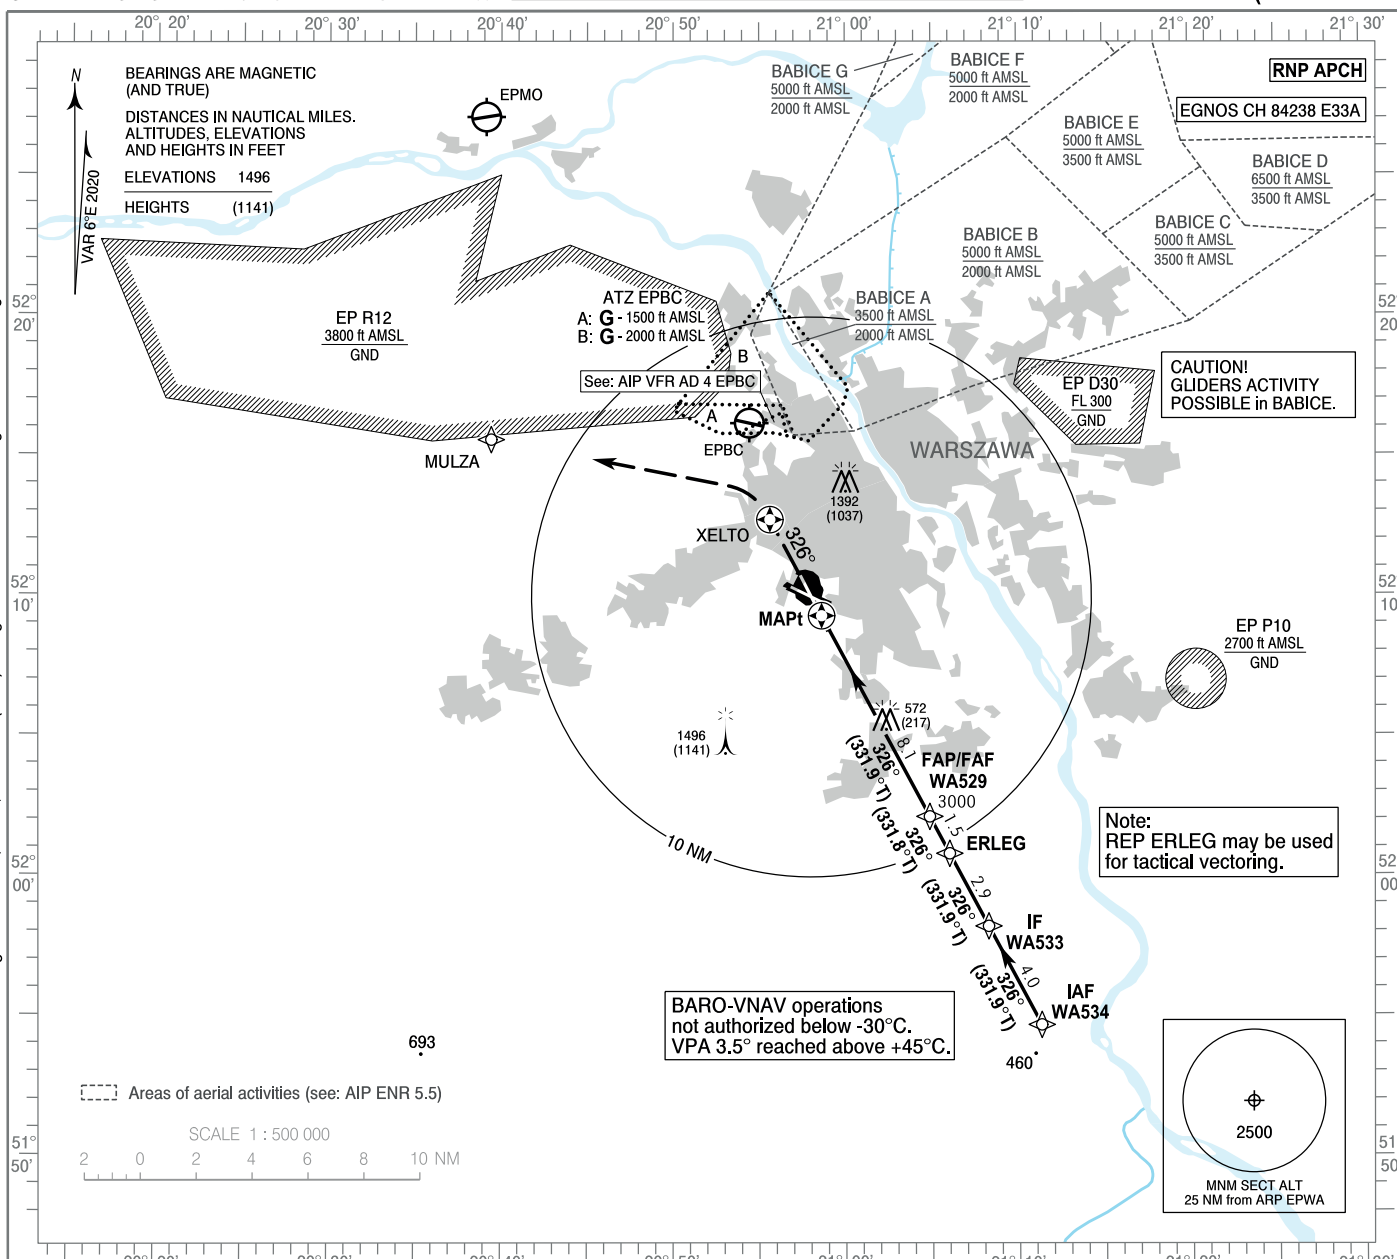 20° 20'
20° 30'
20° 40'
20° 50'
21° 00'
21° 10'
21° 20'
21° 30'
N
VAR 6°E 2020
BEARINGS ARE MAGNETIC
(AND TRUE)
DISTANCES IN NAUTICAL MILES.
ALTITUDES, ELEVATIONS
AND HEIGHTS IN FEET
ELEVATIONS 1496
HEIGHTS (1141)
EPMO
BABICE G
5000 ft AMSL
2000 ft AMSL
BABICE F
5000 ft AMSL
2000 ft AMSL
RNP APCH
EGNOS CH 84238 E33A
BABICE E
5000 ft AMSL
3500 ft AMSL
BABICE D
6500 ft AMSL
3500 ft AMSL
BABICE C
5000 ft AMSL
3500 ft AMSL
BABICE B
5000 ft AMSL
2000 ft AMSL
BABICE A
3500 ft AMSL
2000 ft AMSL
52°
20'
52°
20
EP R12
3800 ft AMSL
GND
ATZ EPBC
A: G - 1500 ft AMSL
B: G - 2000 ft AMSL
B
See: AIP VFR AD 4 EPBC
A
EPBC
EP D30
FL 300
GND
CAUTION!
GLIDERS ACTIVITY
POSSIBLE in BABICE.
MULZA
WARSZAWA
1392
(1037)
XELTO
326°
52°
10'
52
10
MAPt
EP P10
2700 ft AMSL
GND
572
(217)
1496
(1141)
8.1
326°
(331.9°T)
FAP/FAF
WA529
3000
1.5
326°
(331.8°T)
ERLEG
10 NM
Note:
REP ERLEG may be used
for tactical vectoring.
52°
00'
52
00
2.9
326°
(331.9°T)
IF
WA533
4.0
326°
(331.9°T)
IAF
WA534
BARO-VNAV operations
not authorized below -30°C.
VPA 3.5° reached above +45°C.
693
460
Areas of aerial activities (see: AIP ENR 5.5)
SCALE 1 : 500 000
2 0 2 4 6 8 10 NM
51°
50'
51
50
2500
MNM SECT ALT
25 NM from ARP EPWA